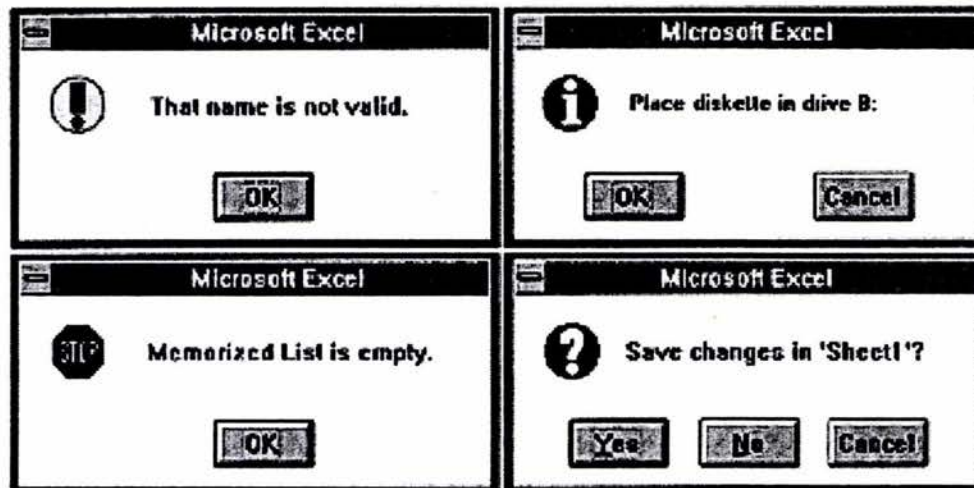 Microsoft Excel
That name is not valid.
OK
Microsoft Excel
Place diskette in drive B:
OK Cancel
Microsoft Excel
STOP
Memorized List is empty.
OK
Microsoft Excel
Save changes in 'Sheet1'?
Yes No Cancel